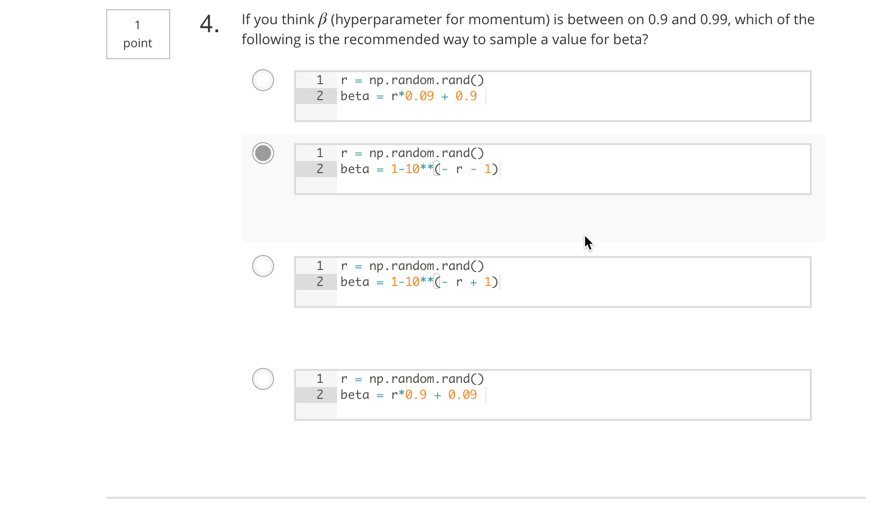 1
point
4.
If you think β (hyperparameter for momentum) is between on 0.9 and 0.99, which of the
following is the recommended way to sample a value for beta?
1 r = np.random.rand()
2 beta = r*0.09 + 0.9
1 r = np.random.rand()
2 beta = 1-10**(- r - 1)
1 r = np.random.rand()
2 beta = 1-10**(- r + 1)
1 r = np.random.rand()
2 beta = r*0.9 + 0.09